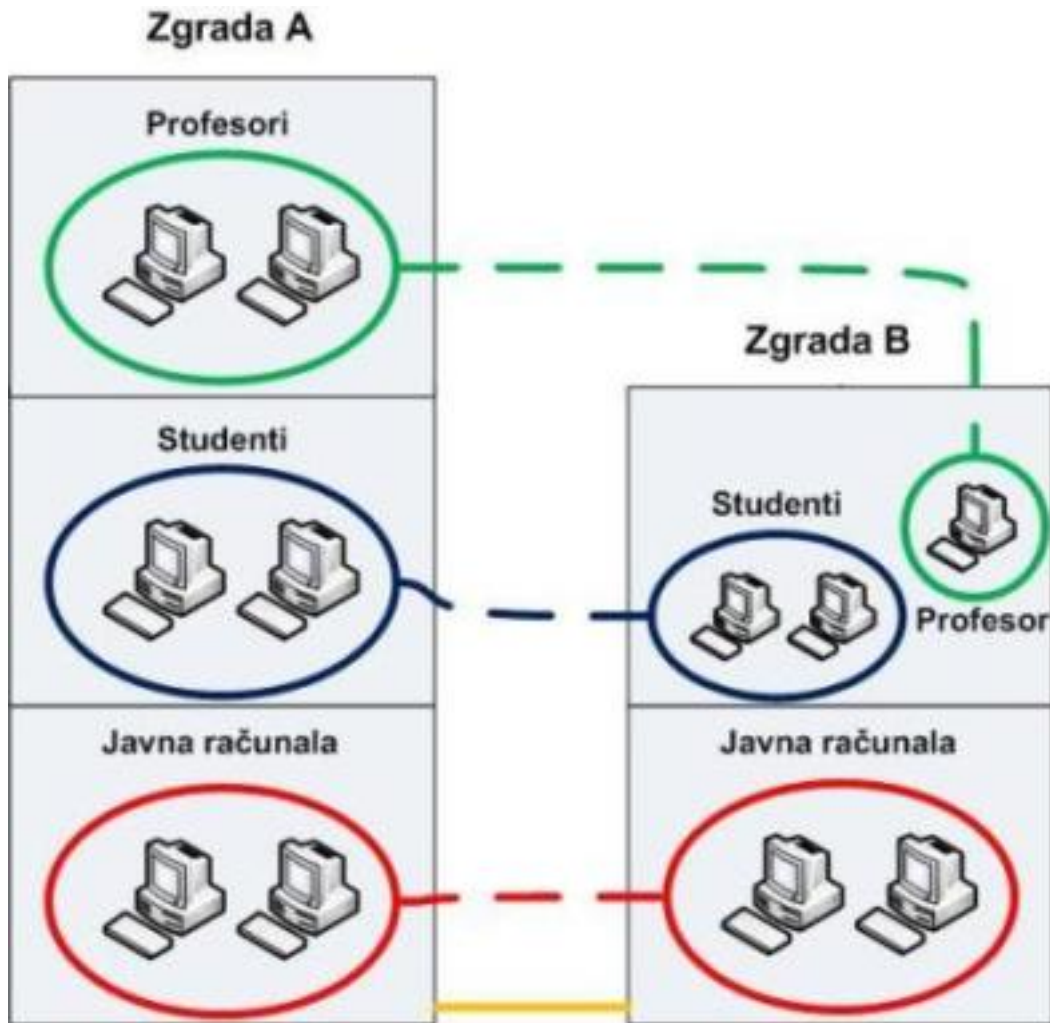 Zgrada A
Profesori
Zgrada B
Studenti
Studenti
Profesor
Javna računala
Javna računala